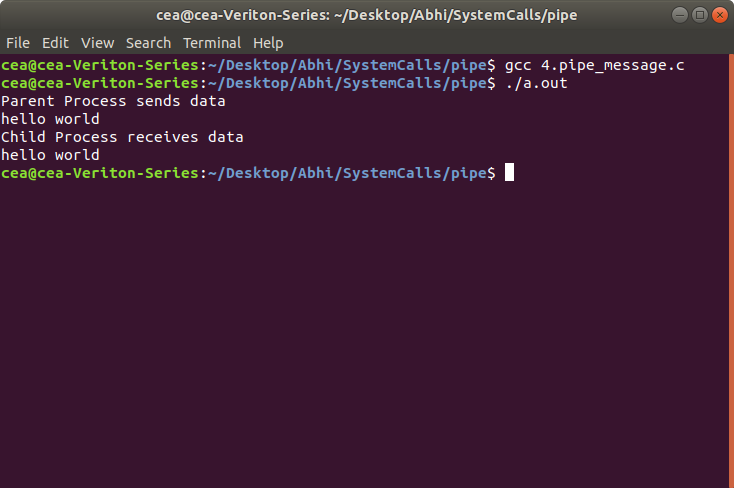 cea@cea-Veriton-Series: ~/Desktop/Abhi/SystemCalls/pipe
File Edit View Search Terminal Help
cea@cea-Veriton-Series:~/Desktop/Abhi/SystemCalls/pipe$ gcc 4.pipe_message.c
cea@cea-Veriton-Series:~/Desktop/Abhi/SystemCalls/pipe$ ./a.out
Parent Process sends data
hello world
Child Process receives data
hello world
cea@cea-Veriton-Series:~/Desktop/Abhi/SystemCalls/pipe$